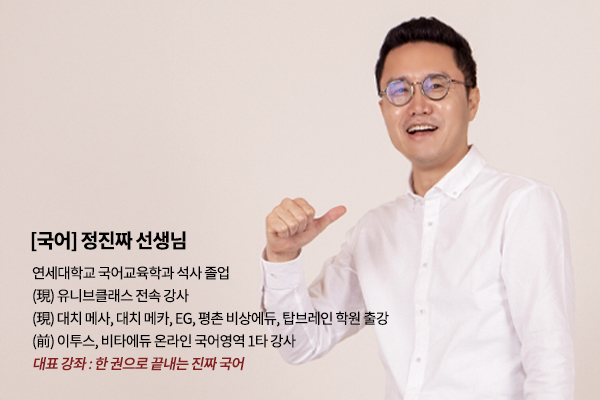 [국어] 정진짜 선생님
연세대학교 국어교육학과 석사 졸업
(現) 유니브클래스 전속 강사
(現) 대치 메사, 대치 메카, EG, 평촌 비상에듀, 탑브레인 학원 출강
(前) 이투스, 비타에듀 온라인 국어영역 1타 강사
대표 강좌 : 한 권으로 끝내는 진짜 국어